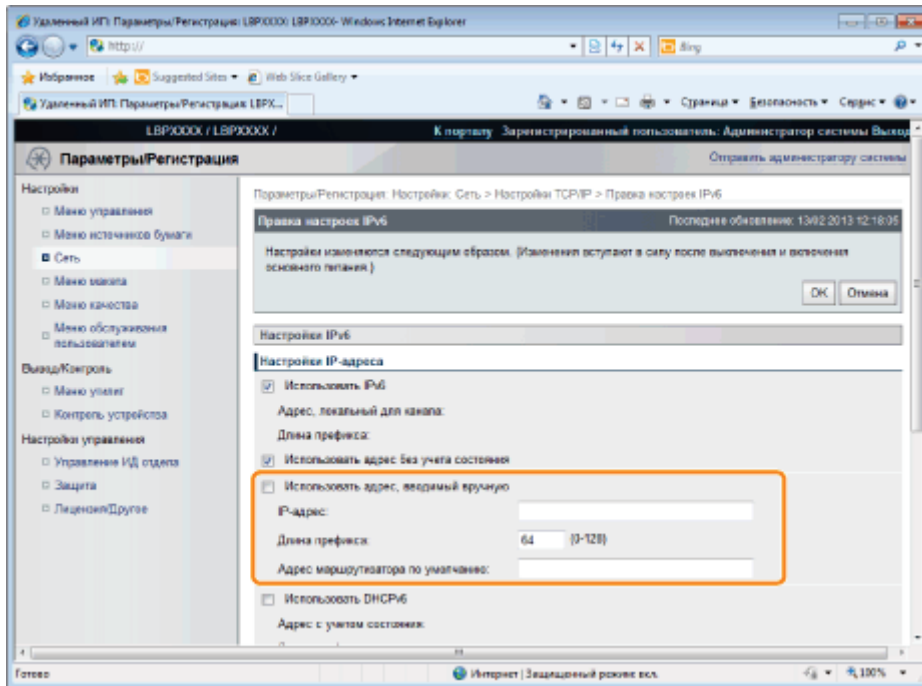 Удаленный ИП: Параметры/Регистрация: LBPXXXX: LBPXXXX- Windows Internet Explorer
http://
Bing
Избранное Suggested Sites Web Slice Gallery
Удаленный ИП: Параметры/Регистрация: LBPX...
Страница Безопасность Сервис
LBPXXXX / LBPXXXX /
К порталу Зарегистрированный пользователь: Администратор системы Выход
Параметры/Регистрация
Отправить администратору системы
Настройки
Меню управления
Меню источников бумаги
Сеть
Меню макета
Меню качества
Меню обслуживания
пользователем
Вывод/Контроль
Меню утилит
Контроль устройства
Настройки управления
Управление ИД отдела
Защита
Лицензия/Другое
Параметры/Регистрация: Настройки: Сеть > Настройки TCP/IP > Правка настроек IPv6
Правка настроек IPv6
Последнее обновление: 13/02 2013 12:18:05
Настройки изменяются следующим образом. (Изменения вступают в силу после выключения и включения
основного питания.)
OK Отмена
Настройки IPv6
Настройки IP-адреса
Использовать IPv6
Адрес, локальный для канала:
Длина префикса:
Использовать адрес без учета состояния
Использовать адрес, вводимый вручную
IP-адрес:
Длина префикса: 64 (0-128)
Адрес маршрутизатора по умолчанию:
Использовать DHCPv6
Адрес с учетом состояния:
Готово
Интернет | Защищенный режим: вкл.
100%